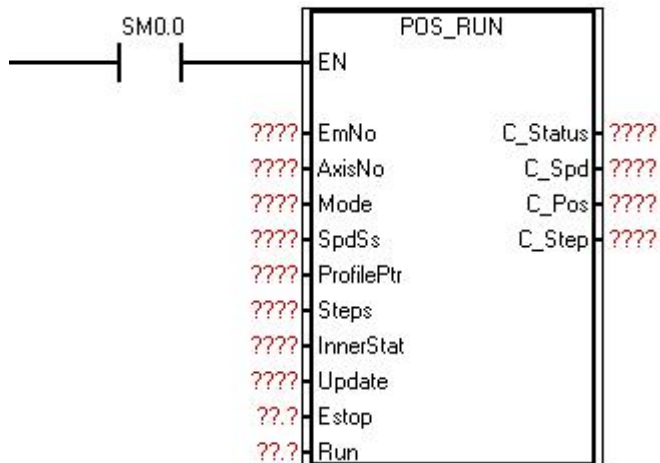 SM0.0 POS_RUN
EN
???? EmNo C_Status ????
???? AxisNo C_Spd ????
???? Mode C_Pos ????
???? SpdSs C_Step ????
???? ProfilePtr
???? Steps
???? InnerStat
???? Update
??.? Estop
??.? Run